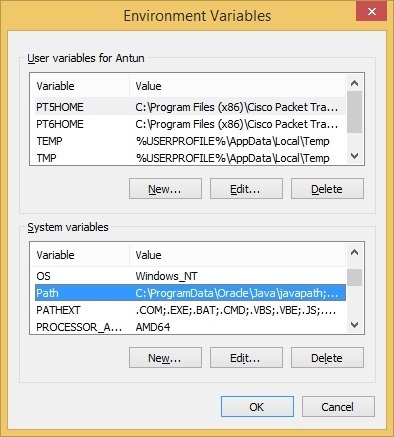 Environment Variables
User variables for Antun
Variable Value
PT5HOME C:\Program Files (x86)\Cisco Packet Tra...
PT6HOME C:\Program Files (x86)\Cisco Packet Tra...
TEMP %USERPROFILE%\AppData\Local\Temp
TMP %USERPROFILE%\AppData\Local\Temp
New... Edit... Delete
System variables
Variable Value
OS Windows_NT
Path C:\ProgramData\Oracle\Java\javapath;...
PATHEXT .COM;.EXE;.BAT;.CMD;.VBS;.VBE;.JS;....
PROCESSOR_A... AMD64
New... Edit... Delete
OK Cancel